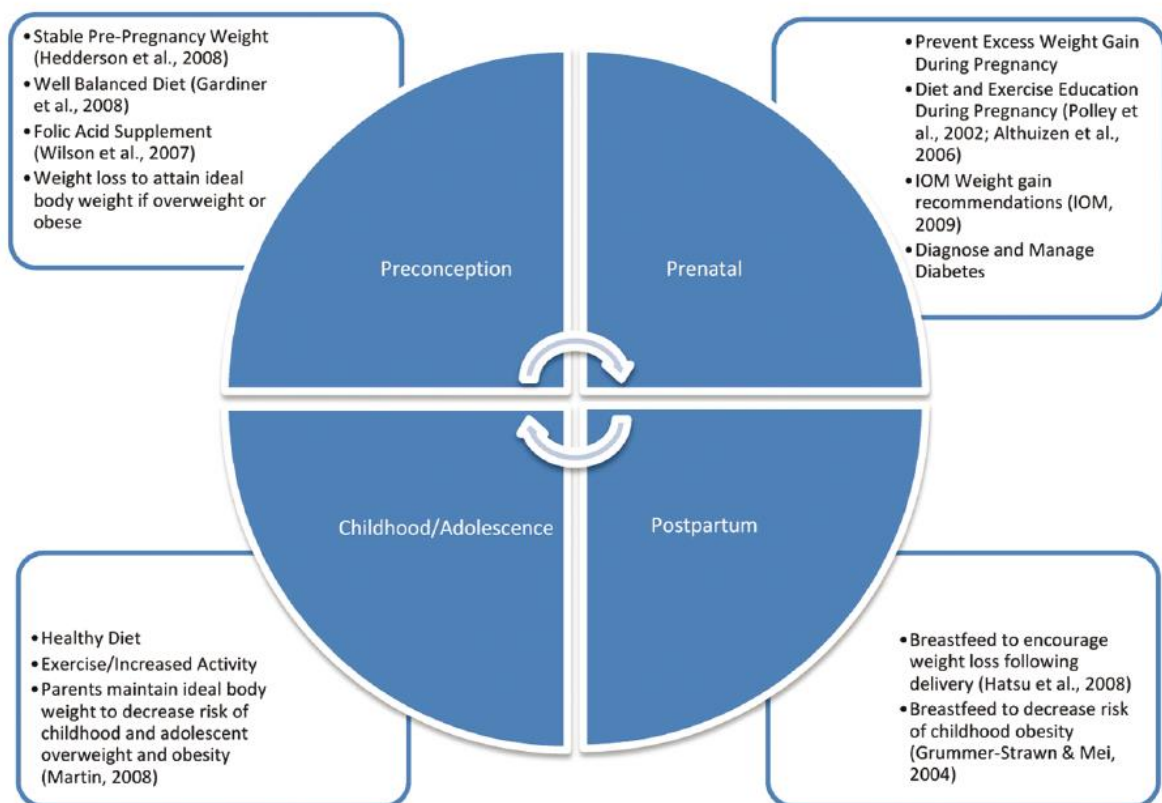 •Stable Pre-Pregnancy Weight
(Hedderson et al., 2008)
•Well Balanced Diet (Gardiner
et al., 2008)
•Folic Acid Supplement
(Wilson et al., 2007)
•Weight loss to attain ideal
body weight if overweight or
obese
•Prevent Excess Weight Gain
During Pregnancy
•Diet and Exercise Education
During Pregnancy (Polley et
al., 2002; Althuizen et al.,
2006)
•IOM Weight gain
recommendations (IOM,
2009)
•Diagnose and Manage
Diabetes
Preconception
Prenatal
Childhood/Adolescence
Postpartum
•Healthy Diet
•Exercise/Increased Activity
•Parents maintain ideal body
weight to decrease risk of
childhood and adolescent
overweight and obesity
(Martin, 2008)
•Breastfeed to encourage
weight loss following
delivery (Hatsu et al., 2008)
•Breastfeed to decrease risk
of childhood obesity
(Grummer-Strawn & Mei,
2004)